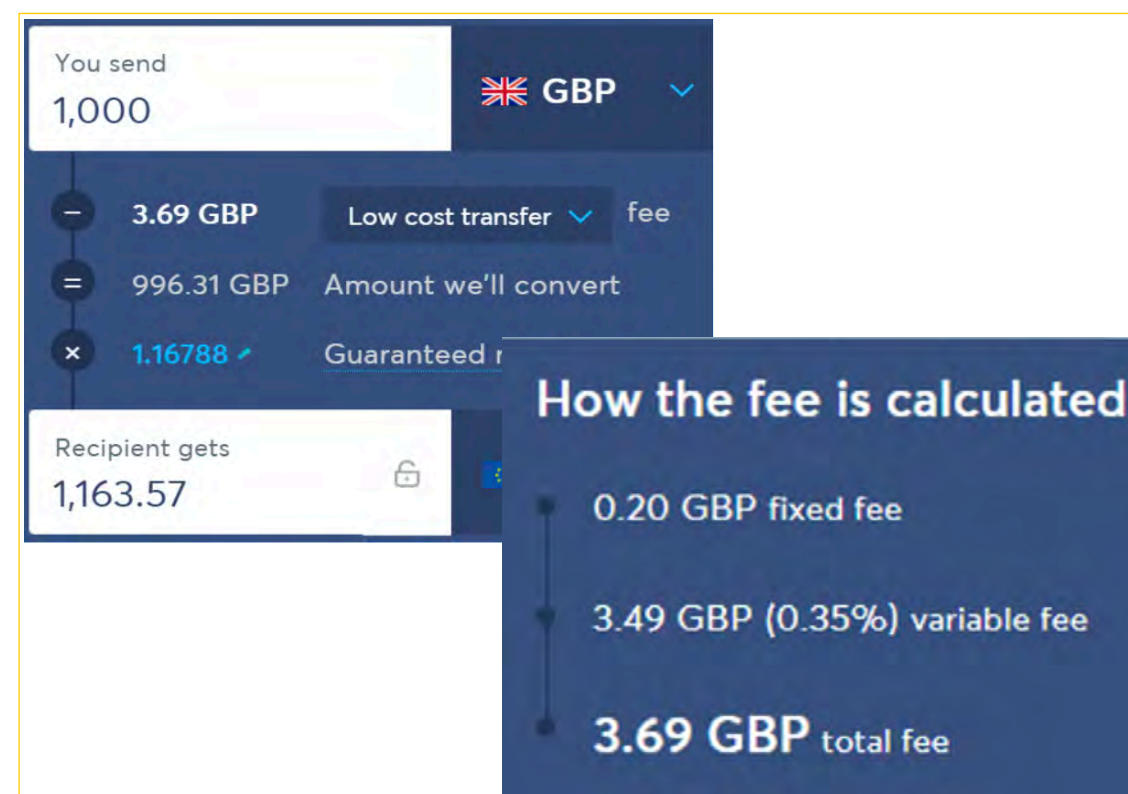 You send
1,000
GBP
− 3.69 GBP Low cost transfer fee
= 996.31 GBP Amount we'll convert
× 1.16788 Guaranteed
Recipient gets
1,163.57
How the fee is calculated
0.20 GBP fixed fee
3.49 GBP (0.35%) variable fee
3.69 GBP total fee